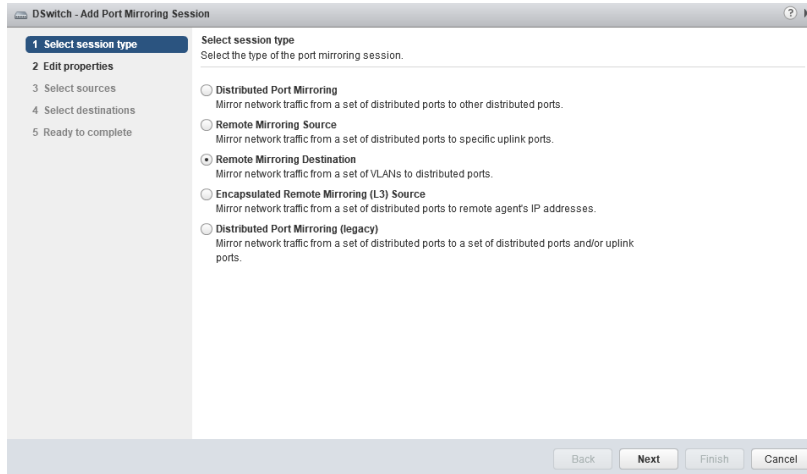 DSwitch - Add Port Mirroring Session
?
1 Select session type
2 Edit properties
3 Select sources
4 Select destinations
5 Ready to complete
Select session type
Select the type of the port mirroring session.
Distributed Port Mirroring
Mirror network traffic from a set of distributed ports to other distributed ports.
Remote Mirroring Source
Mirror network traffic from a set of distributed ports to specific uplink ports.
Remote Mirroring Destination
Mirror network traffic from a set of VLANs to distributed ports.
Encapsulated Remote Mirroring (L3) Source
Mirror network traffic from a set of distributed ports to remote agent's IP addresses.
Distributed Port Mirroring (legacy)
Mirror network traffic from a set of distributed ports to a set of distributed ports and/or uplink
ports.
Back Next Finish Cancel